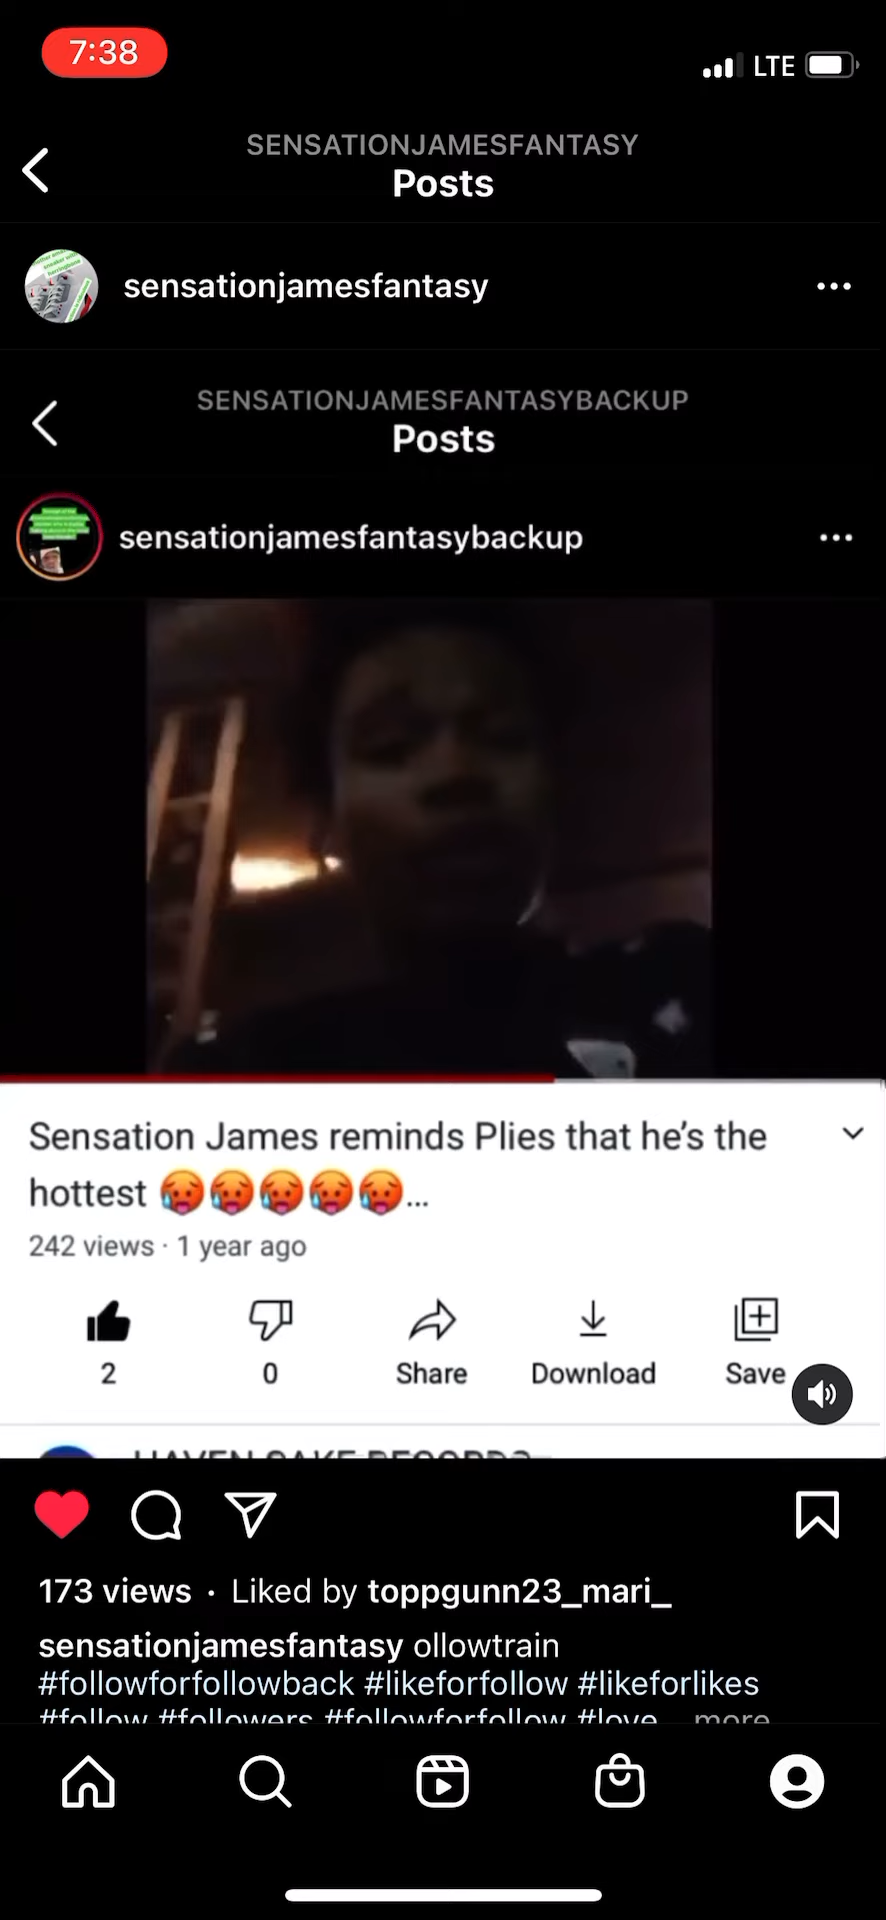 7:38
LTE
SENSATIONJAMESFANTASY
Posts
sensationjamesfantasy
SENSATIONJAMESFANTASYBACKUP
Posts
sensationjamesfantasybackup
Sensation James reminds Plies that he's the
hottest 🥵🥵🥵🥵🥵...
242 views · 1 year ago
2
0
Share
Download
Save
173 views · Liked by toppgunn23_mari_
sensationjamesfantasy ollowtrain
#followforfollowback #likeforfollow #likeforlikes
#follow #followers #followforfollow #love... more